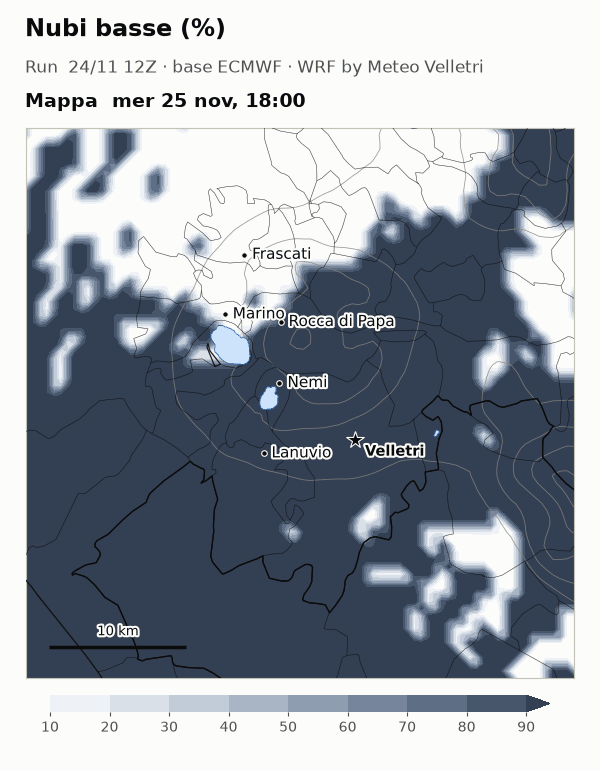 Nubi basse (%)
Run  24/11 12Z · base ECMWF · WRF by Meteo Velletri
Mappa  mer 25 nov, 18:00
Frascati
Marino
Rocca di Papa
Nemi
Velletri
Lanuvio
10 km
10 20 30 40 50 60 70 80 90